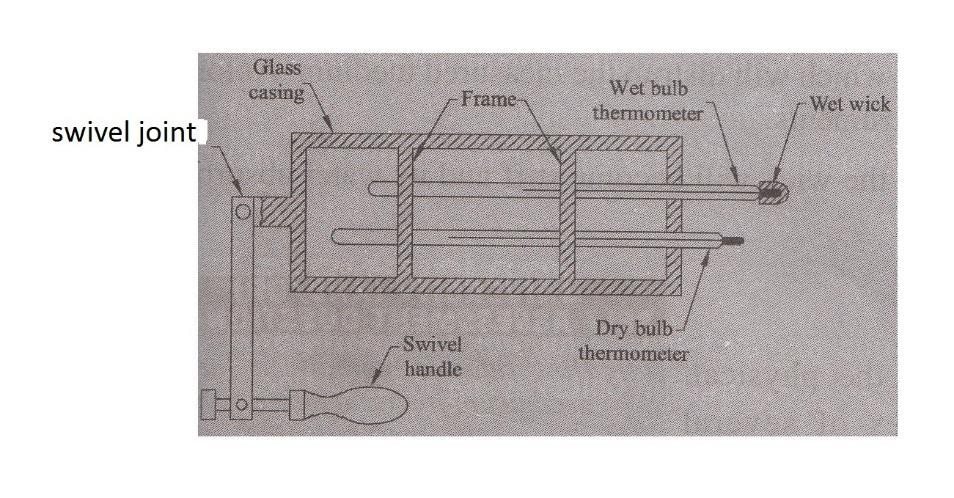 Glass
casing
Frame
Wet bulb
thermometer
Wet wick
swivel joint
Dry bulb
thermometer
Swivel
handle